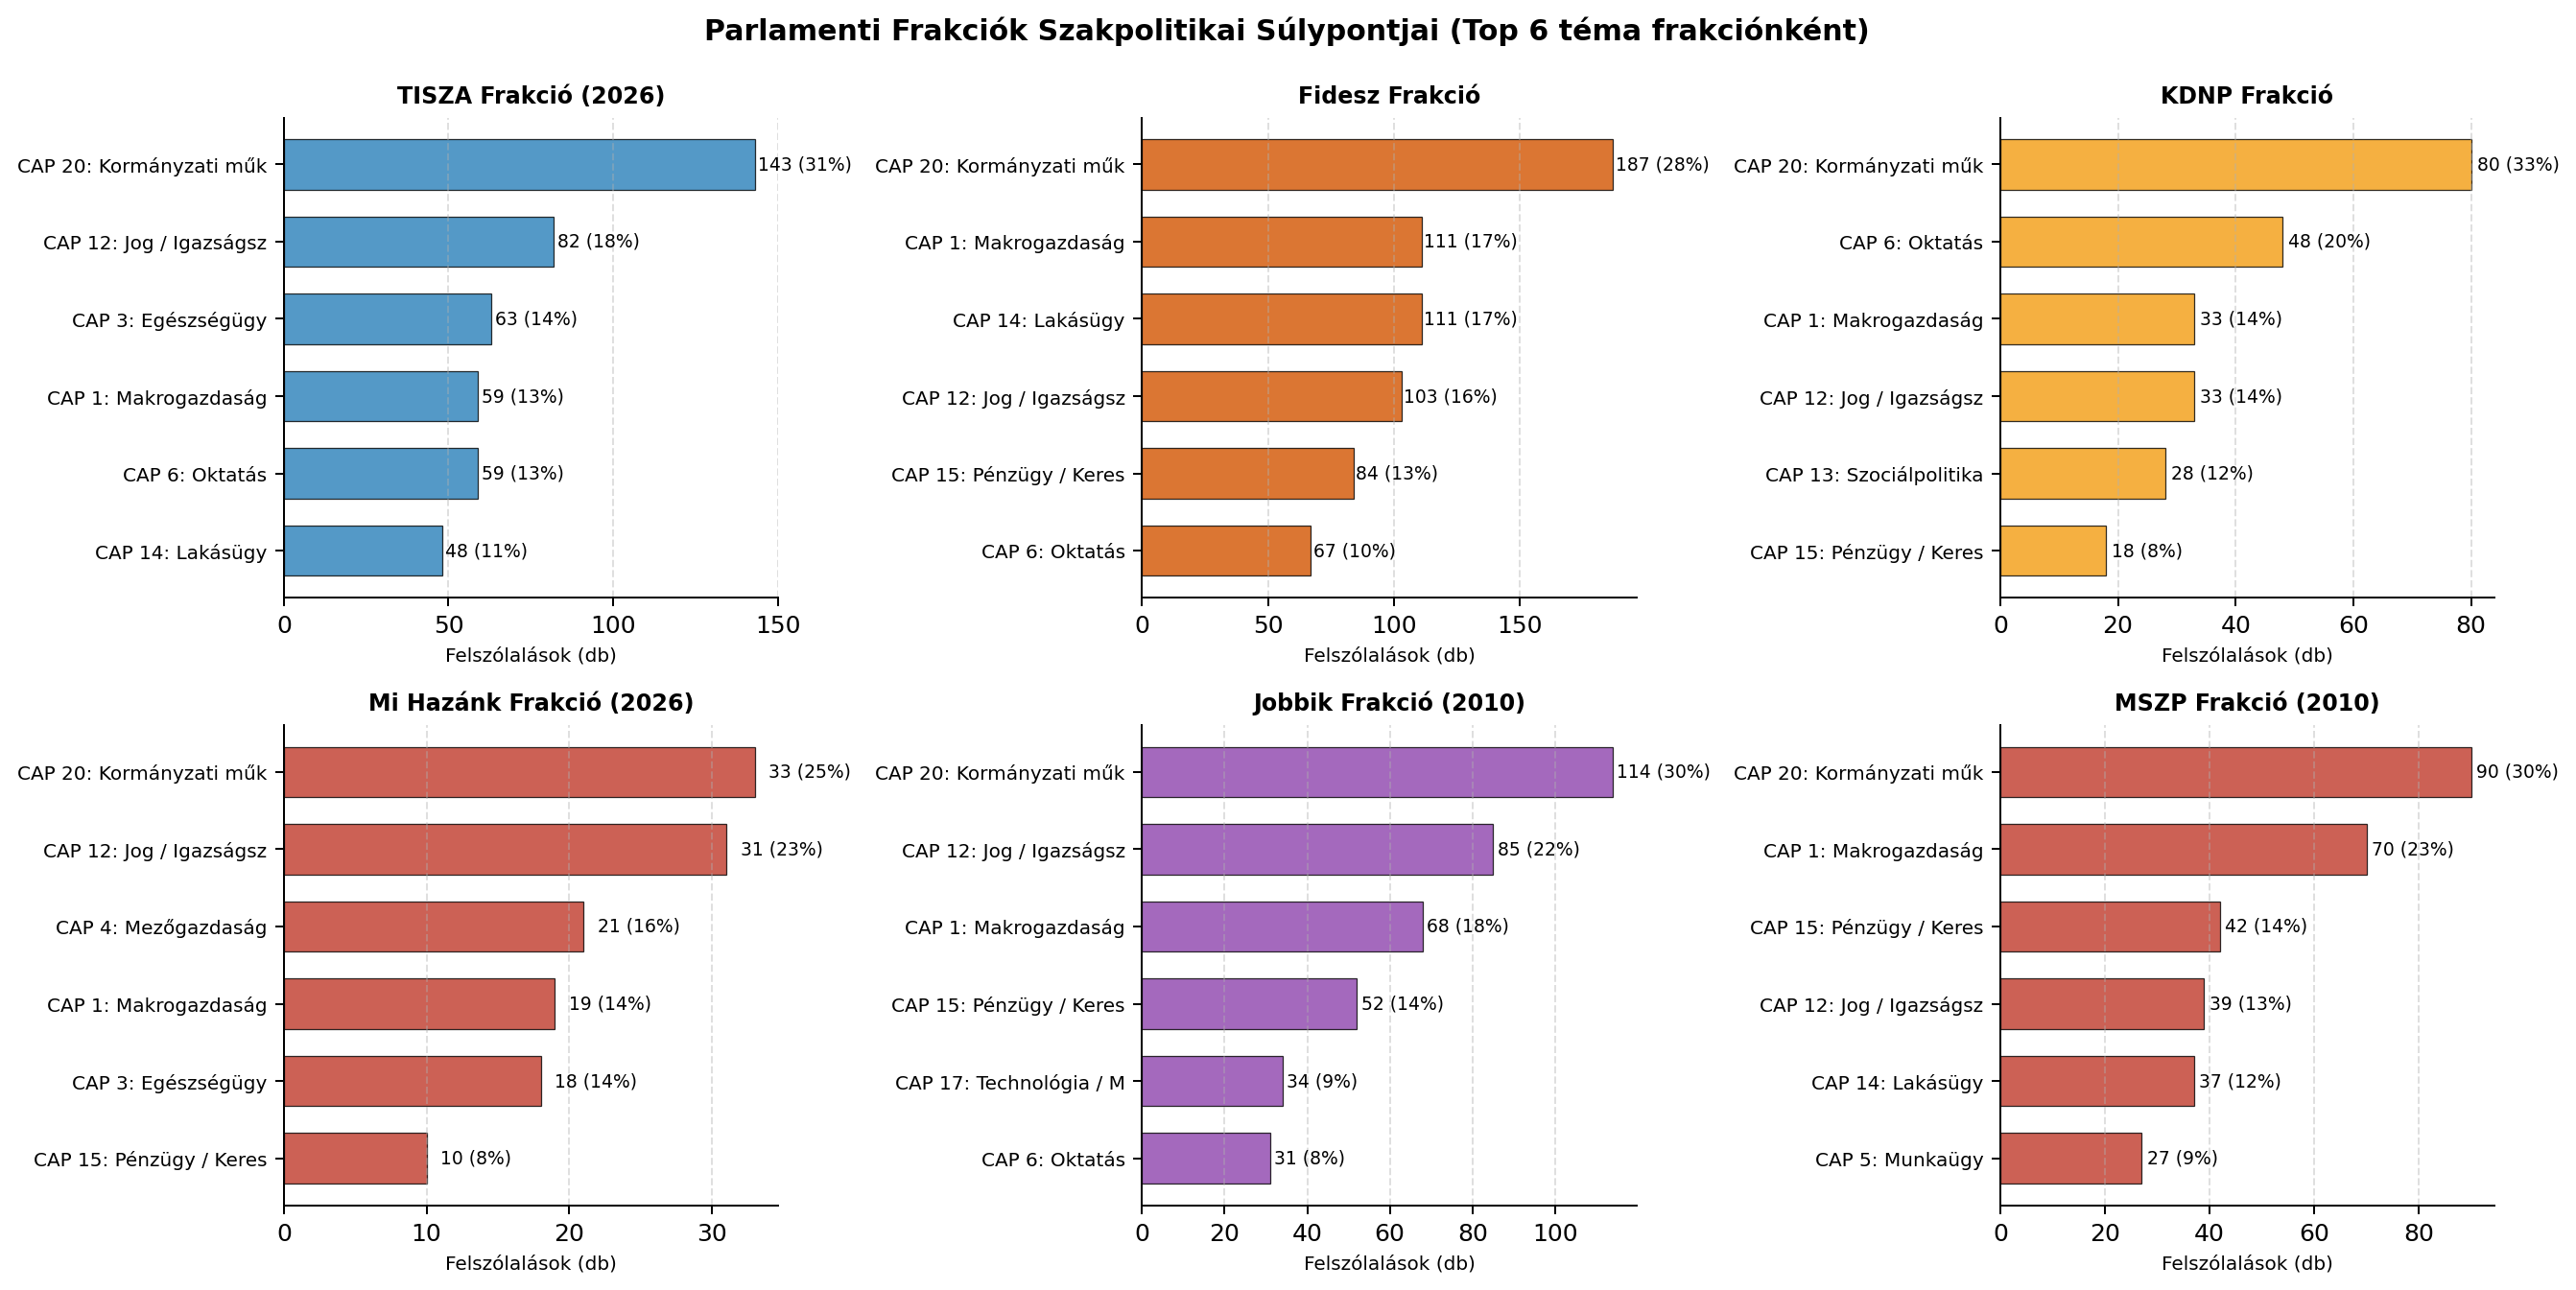 Parlamenti Frakciók Szakpolitikai Súlypontjai (Top 6 téma frakciónként)
TISZA Frakció (2026)
CAP 20: Kormányzati műk
143 (31%)
CAP 12: Jog / Igazságsz
82 (18%)
CAP 3: Egészségügy
63 (14%)
CAP 1: Makrogazdaság
59 (13%)
CAP 6: Oktatás
59 (13%)
CAP 14: Lakásügy
48 (11%)
0 50 100 150
Felszólalások (db)
Fidesz Frakció
CAP 20: Kormányzati műk
187 (28%)
CAP 1: Makrogazdaság
111 (17%)
CAP 14: Lakásügy
111 (17%)
CAP 12: Jog / Igazságsz
103 (16%)
CAP 15: Pénzügy / Keres
84 (13%)
CAP 6: Oktatás
67 (10%)
0 50 100 150
Felszólalások (db)
KDNP Frakció
CAP 20: Kormányzati műk
80 (33%)
CAP 6: Oktatás
48 (20%)
CAP 1: Makrogazdaság
33 (14%)
CAP 12: Jog / Igazságsz
33 (14%)
CAP 13: Szociálpolitika
28 (12%)
CAP 15: Pénzügy / Keres
18 (8%)
0 20 40 60 80
Felszólalások (db)
Mi Hazánk Frakció (2026)
CAP 20: Kormányzati műk
33 (25%)
CAP 12: Jog / Igazságsz
31 (23%)
CAP 4: Mezőgazdaság
21 (16%)
CAP 1: Makrogazdaság
19 (14%)
CAP 3: Egészségügy
18 (14%)
CAP 15: Pénzügy / Keres
10 (8%)
0 10 20 30
Felszólalások (db)
Jobbik Frakció (2010)
CAP 20: Kormányzati műk
114 (30%)
CAP 12: Jog / Igazságsz
85 (22%)
CAP 1: Makrogazdaság
68 (18%)
CAP 15: Pénzügy / Keres
52 (14%)
CAP 17: Technológia / M
34 (9%)
CAP 6: Oktatás
31 (8%)
0 20 40 60 80 100
Felszólalások (db)
MSZP Frakció (2010)
CAP 20: Kormányzati műk
90 (30%)
CAP 1: Makrogazdaság
70 (23%)
CAP 15: Pénzügy / Keres
42 (14%)
CAP 12: Jog / Igazságsz
39 (13%)
CAP 14: Lakásügy
37 (12%)
CAP 5: Munkaügy
27 (9%)
0 20 40 60 80
Felszólalások (db)